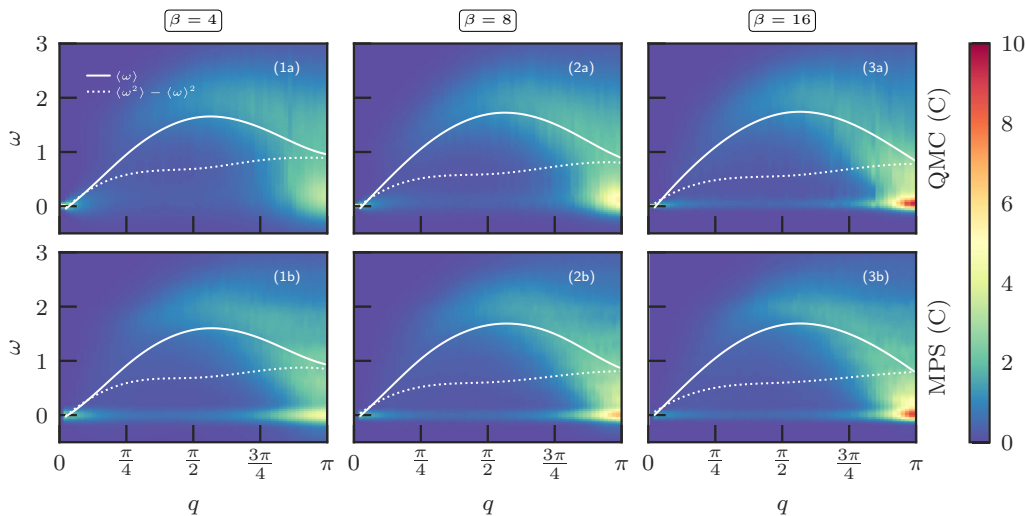 β = 4
β = 8
β = 16
3
2
1
0
ω
(1a)
⟨ω⟩
⟨ω²⟩ − ⟨ω⟩²
(2a)
(3a)
QMC (C)
3
2
1
0
ω
(1b)
(2b)
(3b)
MPS (C)
0 π/4 π/2 3π/4 π
0 π/4 π/2 3π/4 π
0 π/4 π/2 3π/4 π
q
q
q
10
8
6
4
2
0